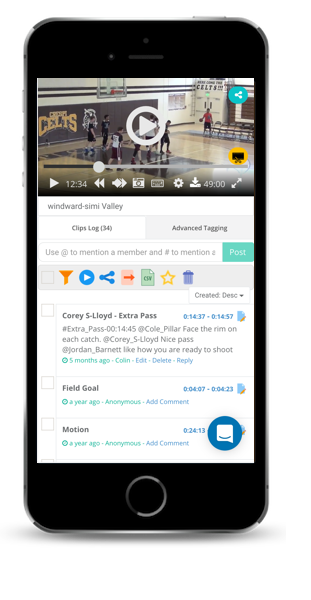 CELTS!!!
CELTS
12:34
49:00
windward-simi Valley
Clips Log (34)
Advanced Tagging
Use @ to mention a member and # to mention a
Post
CSV
Created: Desc
Corey S-Lloyd - Extra Pass
0:14:37 - 0:14:57
#Extra_Pass-00:14:45 @Cole_Pillar Face the rim on
each catch. @Corey_S-Lloyd Nice pass
@Jordan_Barnett like how you are ready to shoot
5 months ago - Colin - Edit - Delete - Reply
Field Goal
0:04:07 - 0:04:23
a year ago - Anonymous - Add Comment
Motion
0:24:13
a year ago - Anonymous - Add Comment